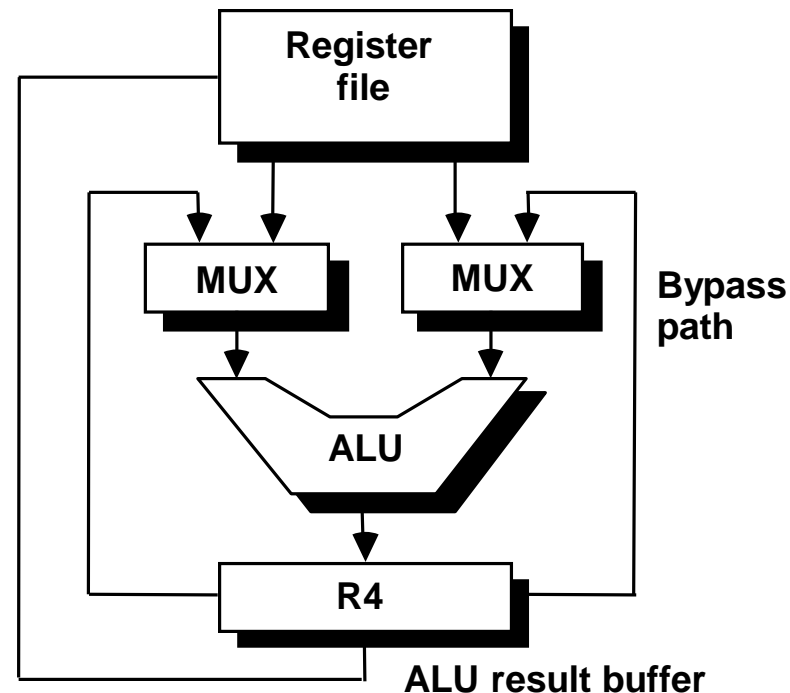 Register
file
MUX
MUX
Bypass
path
ALU
R4
ALU result buffer